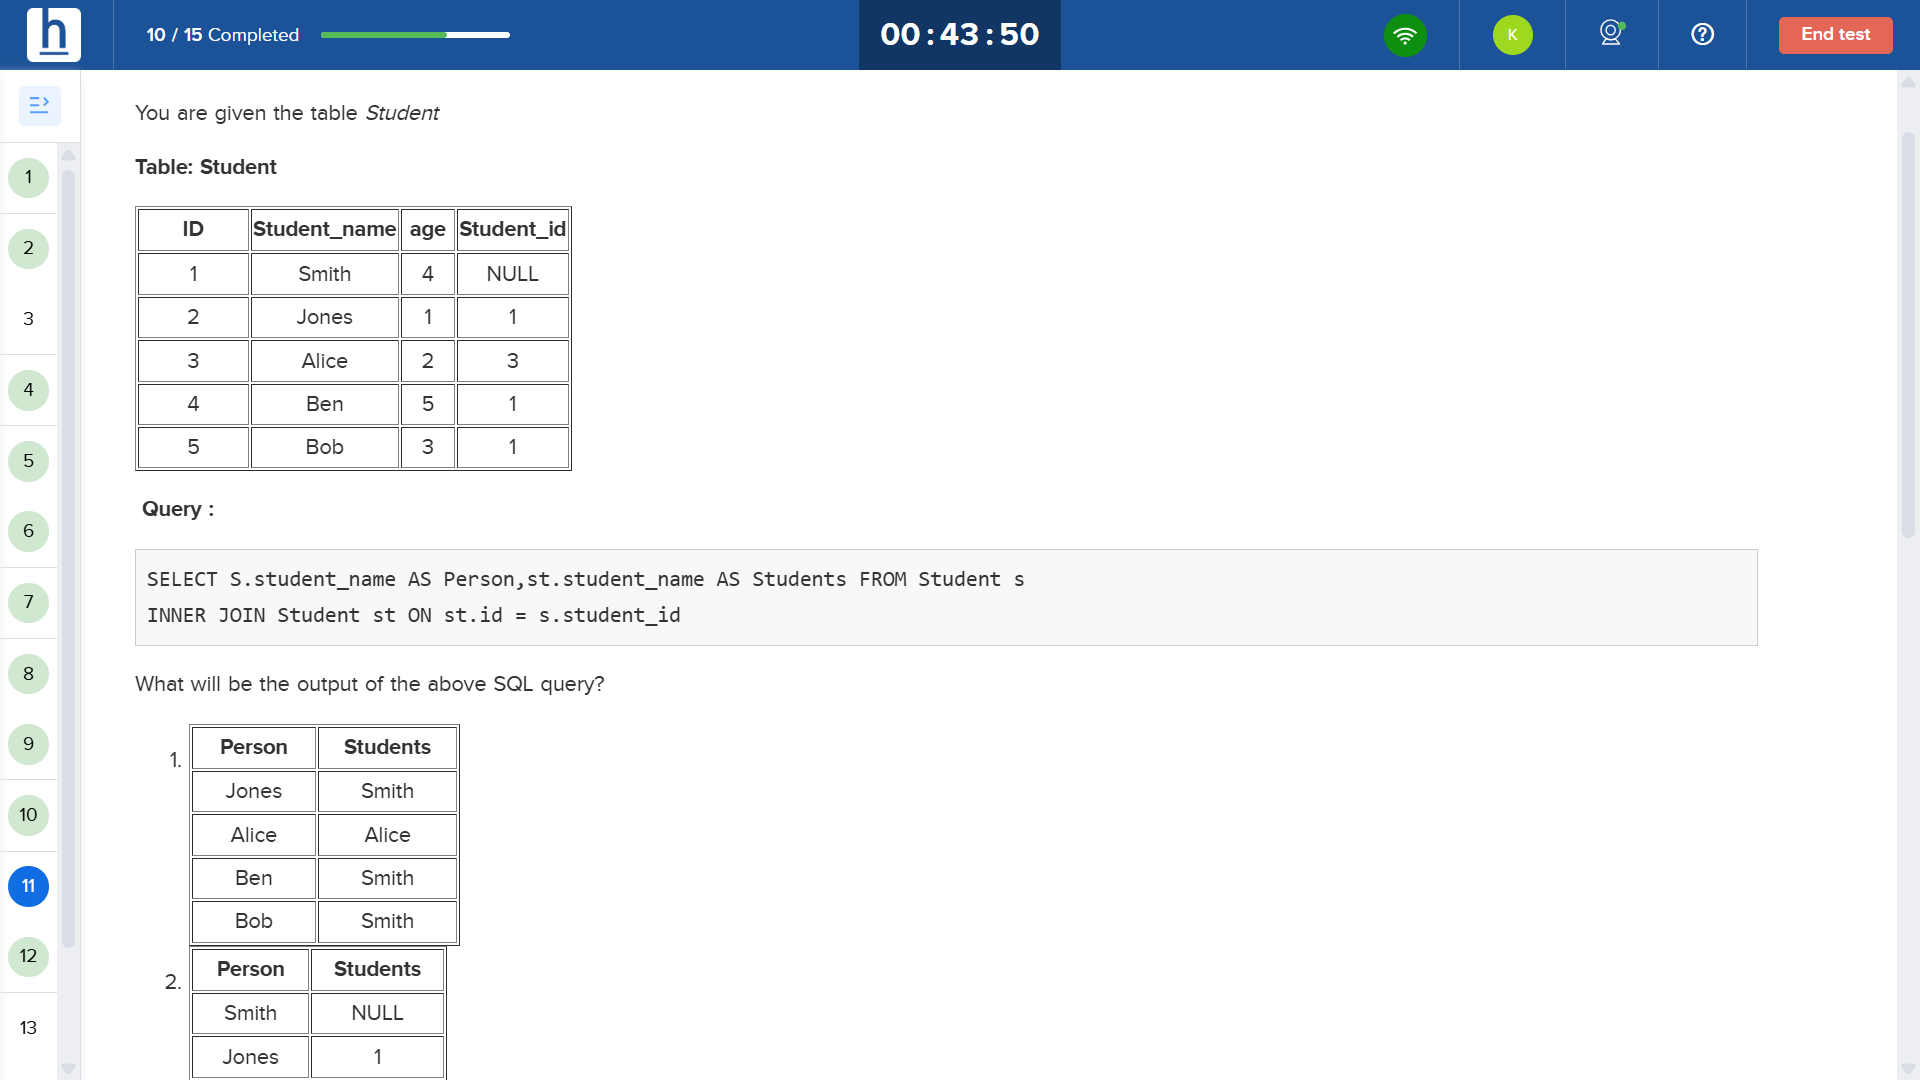 h
10 / 15 Completed
00:43:50
K
?
End test
1
2
3
4
5
6
7
8
9
10
11
12
13
You are given the table Student
Table: Student
ID Student_name age Student_id
1 Smith 4 NULL
2 Jones 1 1
3 Alice 2 3
4 Ben 5 1
5 Bob 3 1
Query :
SELECT S.student_name AS Person,st.student_name AS Students FROM Student s
INNER JOIN Student st ON st.id = s.student_id
What will be the output of the above SQL query?
1.
Person Students
Jones Smith
Alice Alice
Ben Smith
Bob Smith
2.
Person Students
Smith NULL
Jones 1